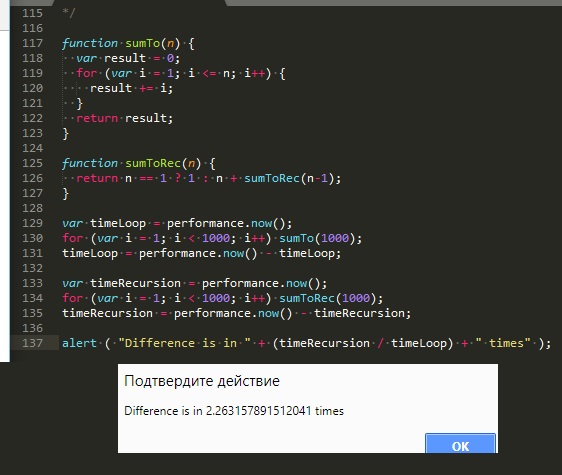 115 */
116
117 function sumTo(n) {
118   var result = 0;
119   for (var i = 1; i <= n; i++) {
120     result += i;
121   }
122   return result;
123 }
124
125 function sumToRec(n) {
126   return n == 1 ? 1 : n + sumToRec(n-1);
127 }
128
129 var timeLoop = performance.now();
130 for (var i = 1; i < 1000; i++) sumTo(1000);
131 timeLoop = performance.now() - timeLoop;
132
133 var timeRecursion = performance.now();
134 for (var i = 1; i < 1000; i++) sumToRec(1000);
135 timeRecursion = performance.now() - timeRecursion;
136
137 alert ( "Difference is in " + (timeRecursion / timeLoop) + " times" );
Подтвердите действие
Difference is in 2.263157891512041 times
OK